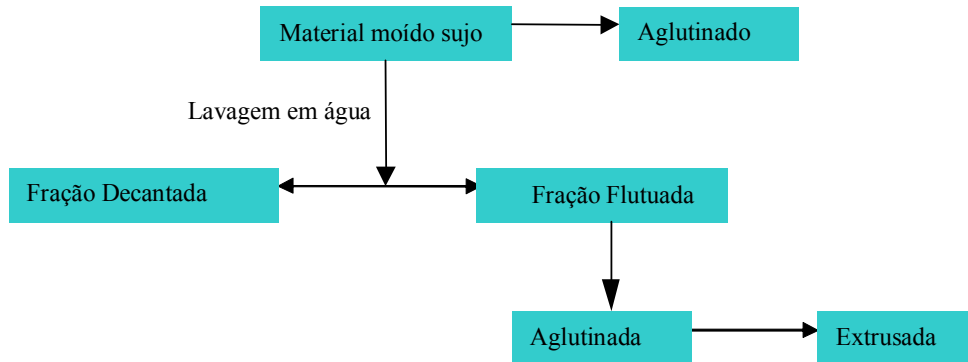 Material moído sujo
Aglutinado
Lavagem em água
Fração Decantada
Fração Flutuada
Aglutinada
Extrusada